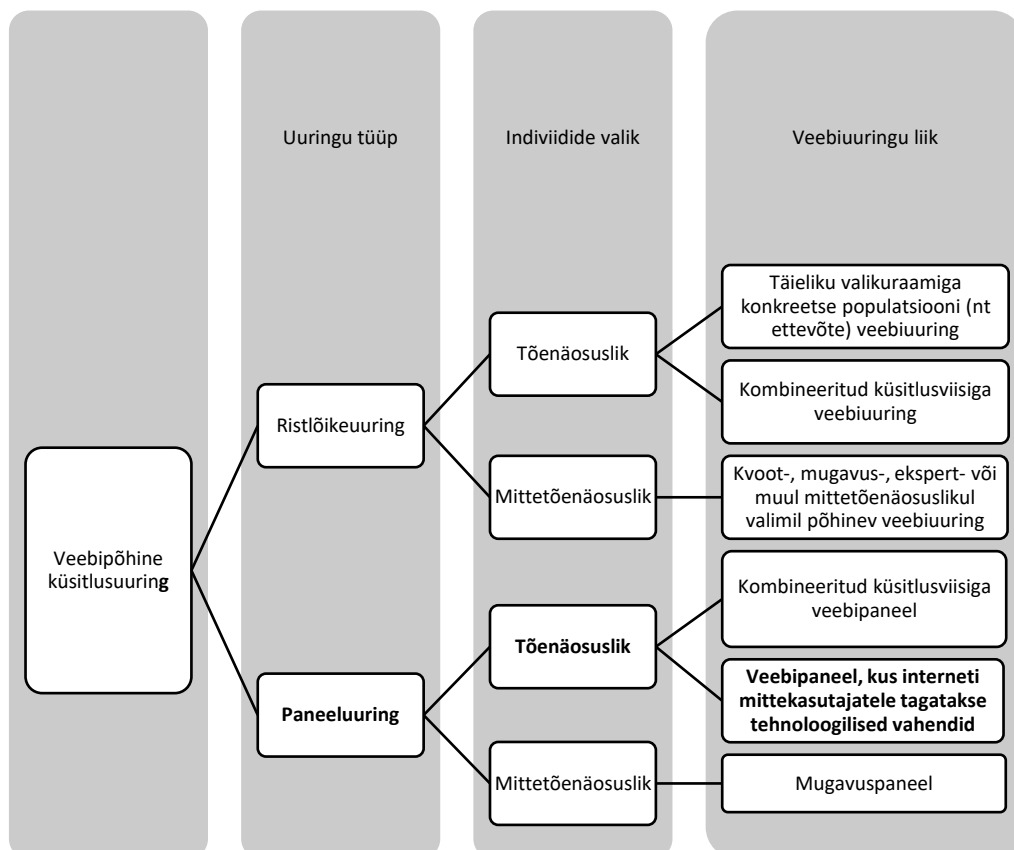 Uuringu tüüp
Indiviidide valik
Veebiuuringu liik
Veebipõhine
küsitlusuuring
Ristlõikeuuring
Tõenäosuslik
Täieliku valikuraamiga
konkreetse populatsiooni (nt
ettevõte) veebiuuring
Kombineeritud küsitlusviisiga
veebiuuring
Mittetõenäosuslik
Kvoot-, mugavus-, ekspert- või
muul mittetõenäosuslikul
valimil põhinev veebiuuring
Paneeluuring
Tõenäosuslik
Kombineeritud küsitlusviisiga
veebipaneel
Veebipaneel, kus interneti
mittekasutajatele tagatakse
tehnoloogilised vahendid
Mittetõenäosuslik
Mugavuspaneel